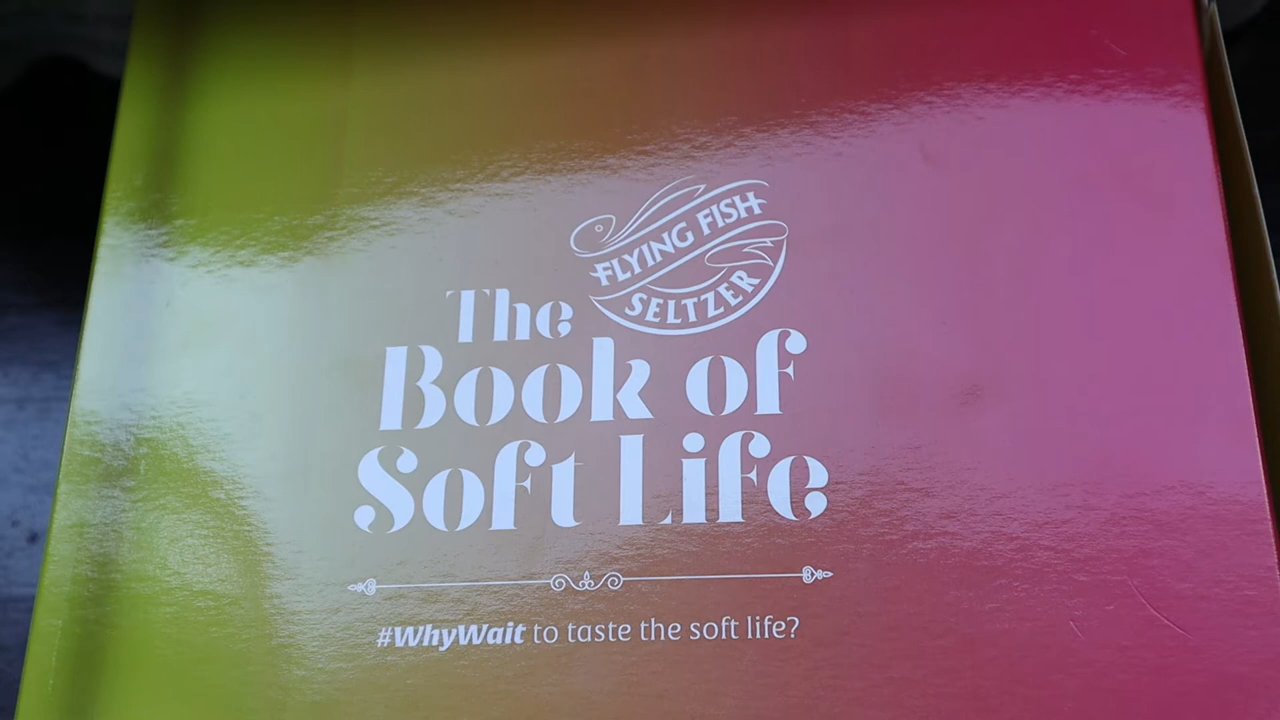 FLYING FISH
SELTZER
The
Book of
Soft Life
#WhyWait to taste the soft life?